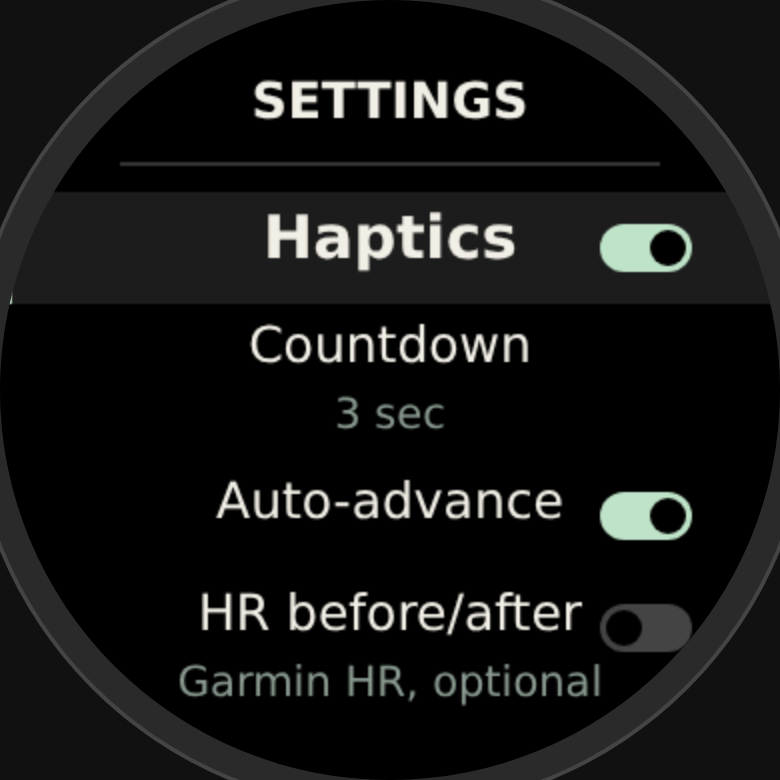 SETTINGS
Haptics
Countdown
3 sec
Auto-advance
HR before/after
Garmin HR, optional